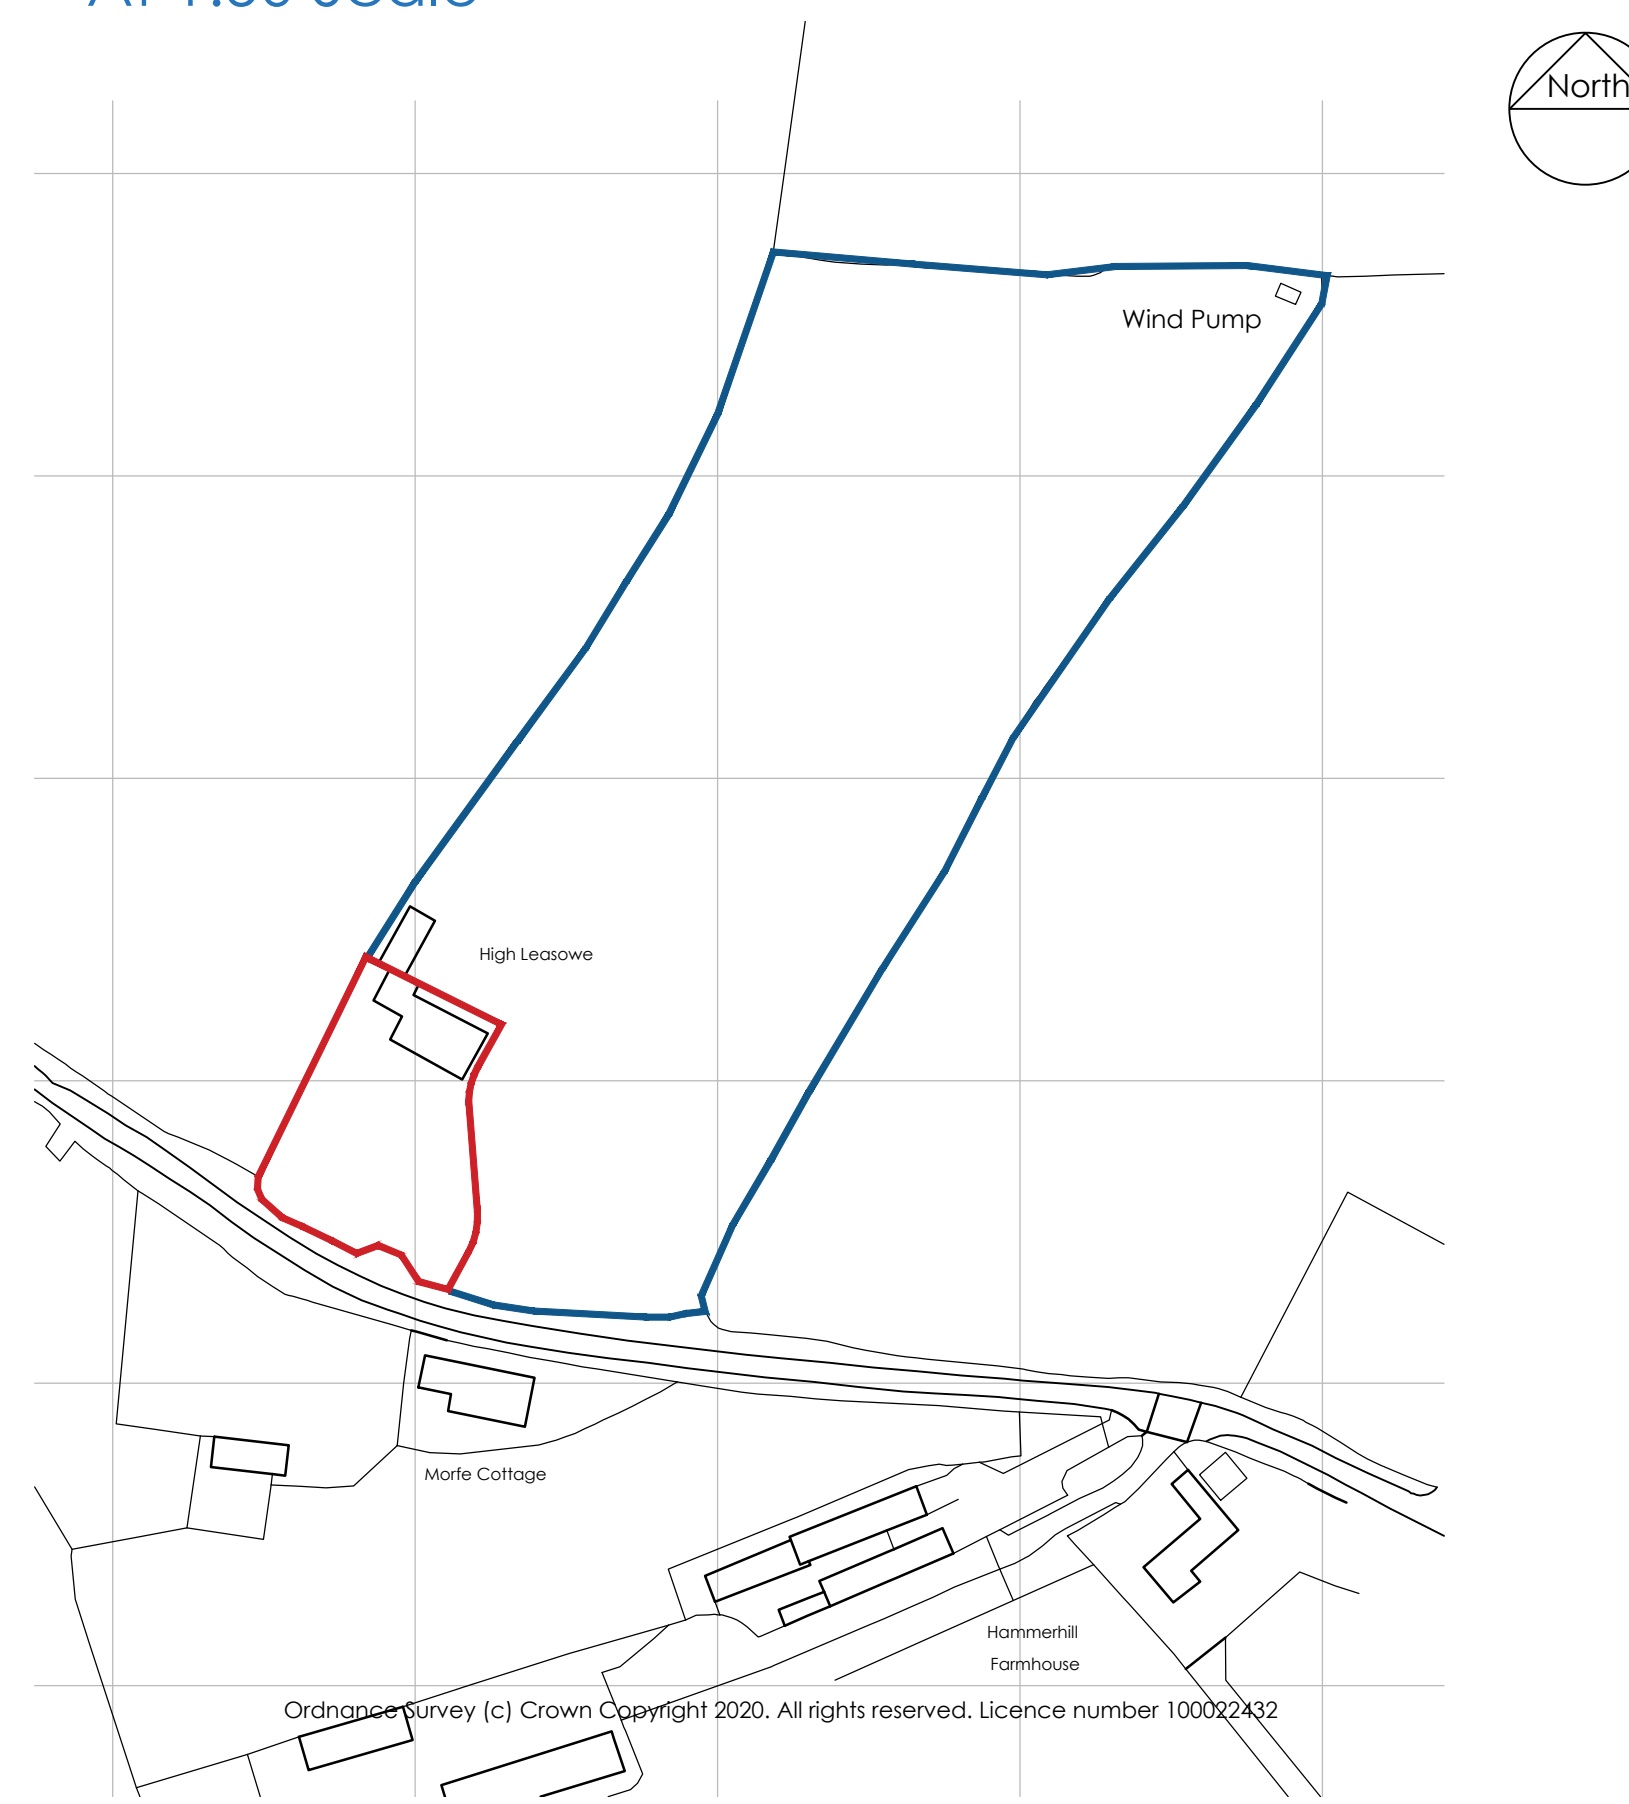 North
Wind Pump
High Leasowe
Morfe Cottage
Hammerhill
Farmhouse
Ordnance Survey (c) Crown Copyright 2020. All rights reserved. Licence number 100022432